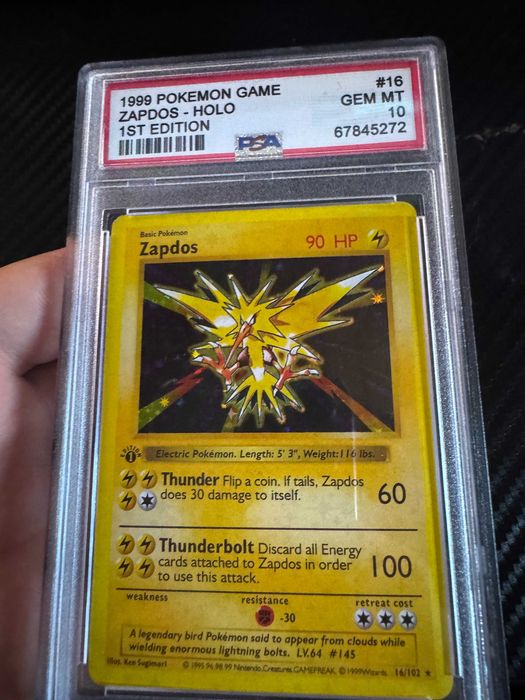 1999 POKEMON GAME #16
ZAPDOS - HOLO GEM MT
1ST EDITION 10
PSA 67845272
Basic Pokémon
Zapdos 90 HP
EDITION
1
Electric Pokémon. Length: 5' 3", Weight: 116 lbs.
Thunder Flip a coin. If tails, Zapdos
does 30 damage to itself. 60
Thunderbolt Discard all Energy
cards attached to Zapdos in order
to use this attack. 100
weakness resistance retreat cost
-30
A legendary bird Pokémon said to appear from clouds while
wielding enormous lightning bolts. LV.64 #145
Illus. Ken Sugimori © 1995, 96, 98, 99 Nintendo, Creatures, GAMEFREAK. © 1999 Wizards. 16/102 ★